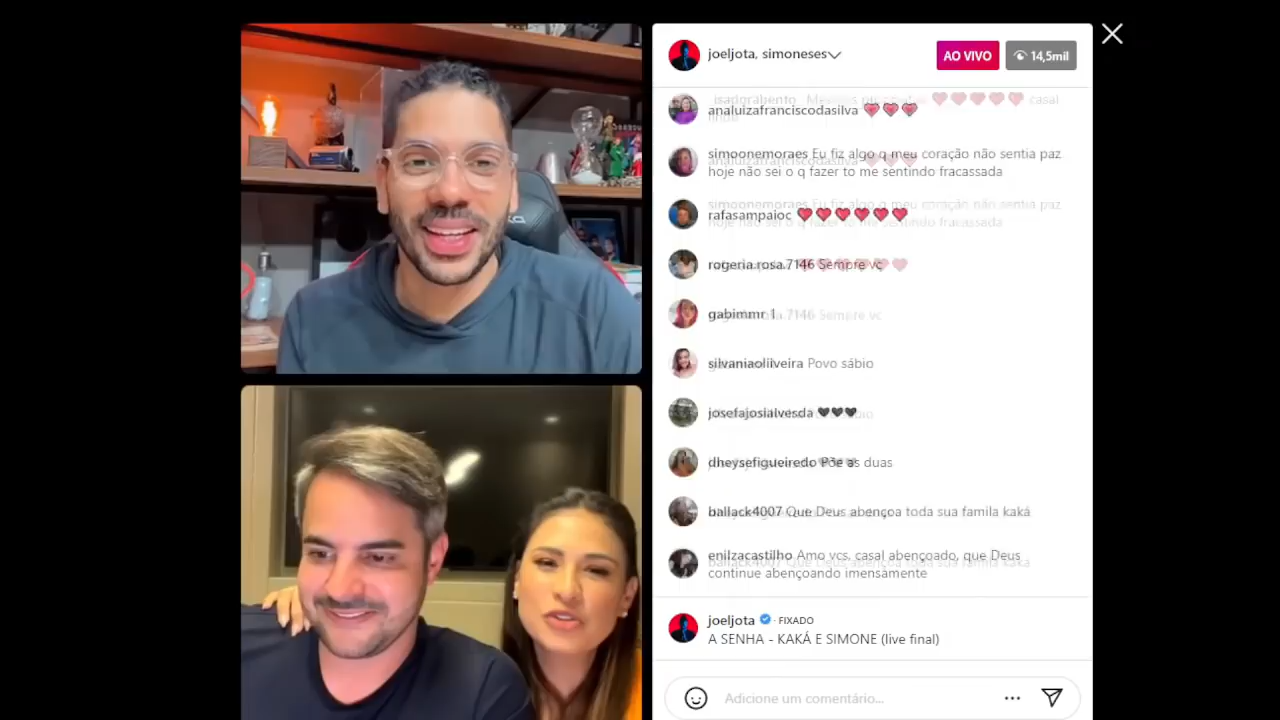 joeljota, simoneses
AO VIVO
14,5mil
analuizafranciscodasilva
simoonemoraes Eu fiz algo q meu coração não sentia paz
hoje não sei o q fazer to me sentindo fracassada
rafasampaioc
rogeria.rosa.7146 Sempre vc
gabimmr 1
silvaniaoliiveira Povo sábio
josefajosialvesda 🖤🖤🖤
dheysefigueiredo Põe as duas
ballack4007 Que Deus abençoa toda sua famila kaká
enilzacastilho Amo vcs, casal abençoado, que Deus
continue abençoando imensamente
joeljota · FIXADO
A SENHA - KAKÁ E SIMONE (live final)
Adicione um comentário...